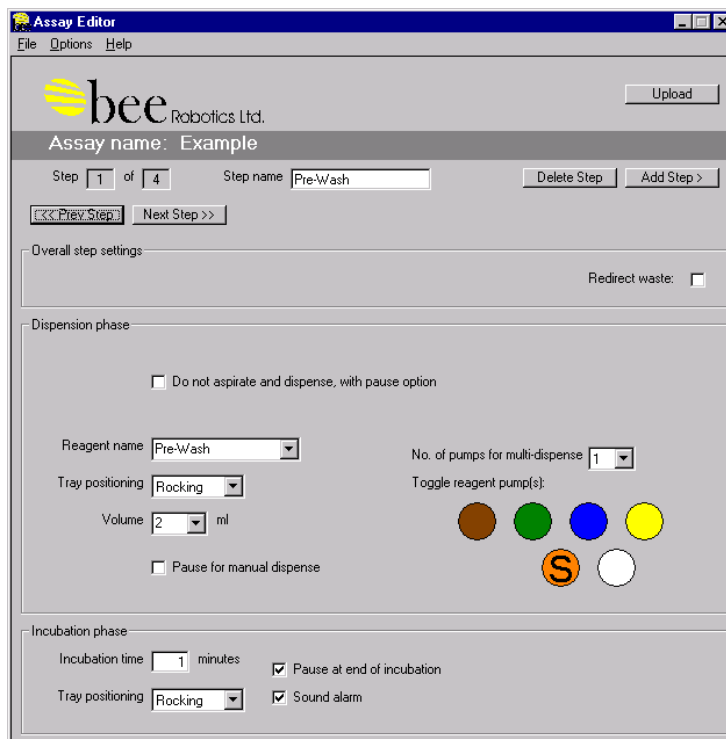 Assay Editor
File Options Help
bee Robotics Ltd.
Upload
Assay name: Example
Step 1 of 4 Step name Pre-Wash Delete Step Add Step >
<< Prev Step Next Step >>
Overall step settings
Redirect waste:
Dispension phase
Do not aspirate and dispense, with pause option
Reagent name Pre-Wash No. of pumps for multi-dispense 1
Tray positioning Rocking Toggle reagent pump(s):
Volume 2 ml
Pause for manual dispense S
Incubation phase
Incubation time 1 minutes Pause at end of incubation
Tray positioning Rocking Sound alarm